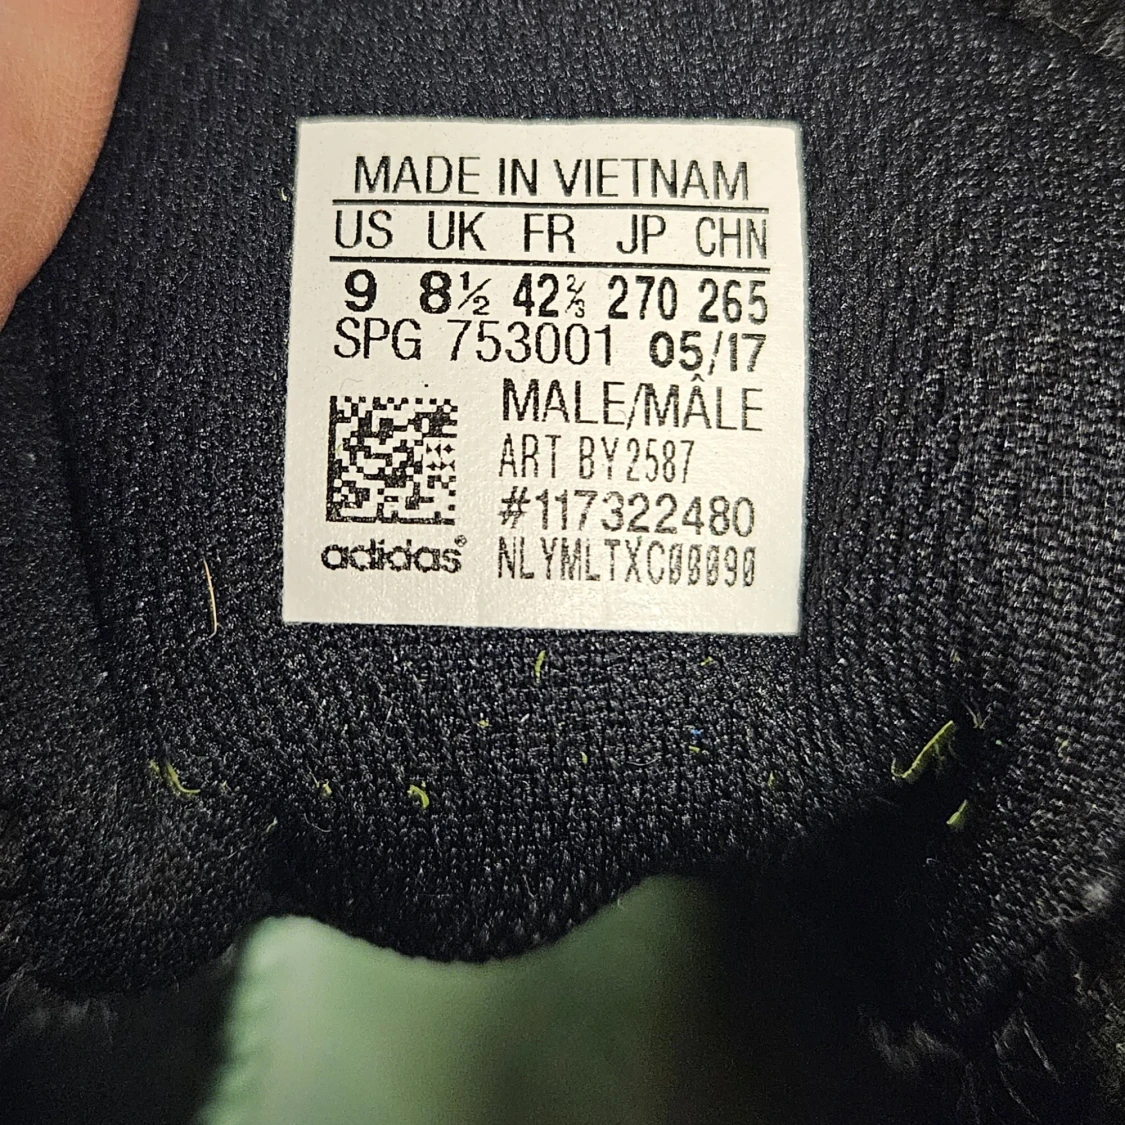 MADE IN VIETNAM
US UK FR JP CHN
9 8½ 42⅔ 270 265
SPG 753001 05/17
MALE/MÂLE
ART BY2587
#117322480
adidas®
NLYMLTXC00090